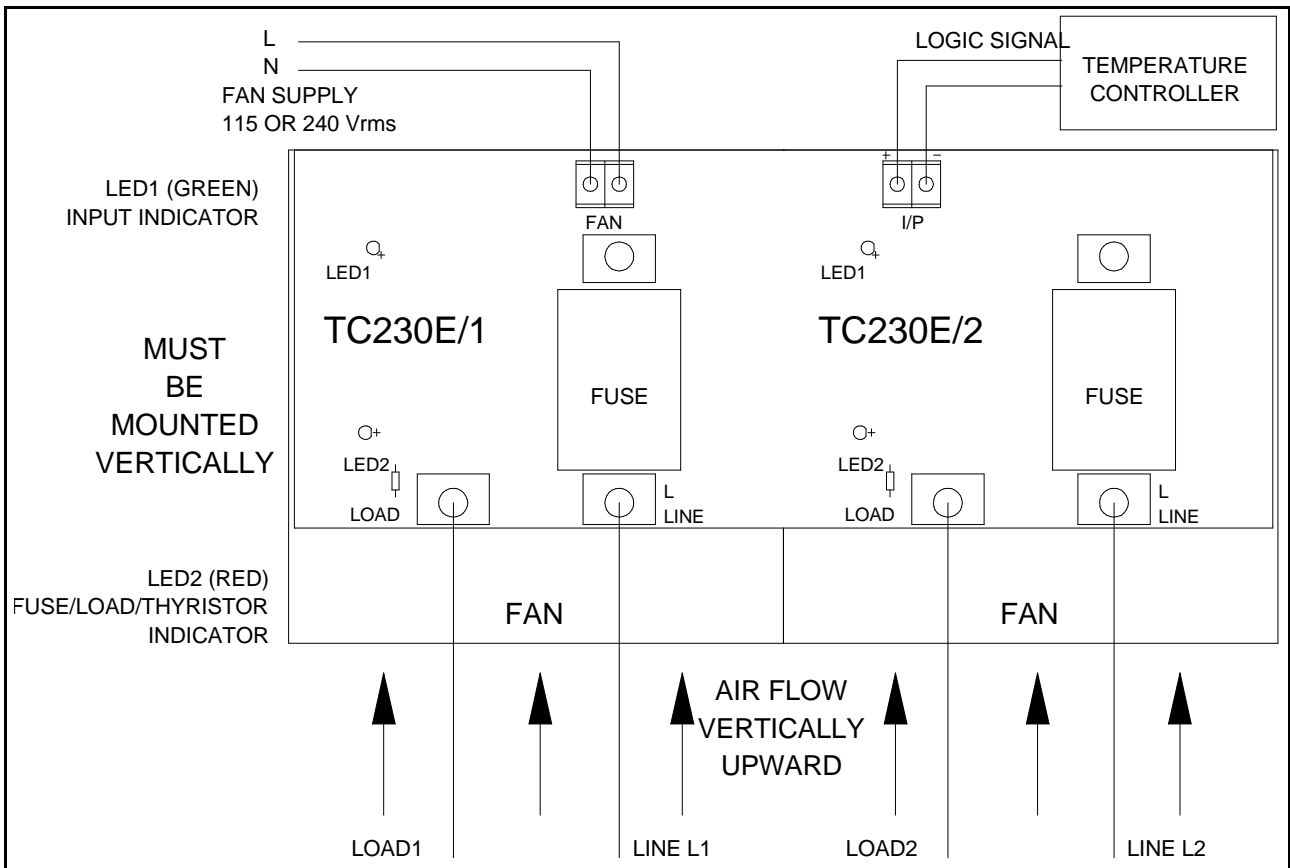 L
N
FAN SUPPLY
115 OR 240 Vrms
LOGIC SIGNAL
TEMPERATURE
CONTROLLER
LED1 (GREEN)
INPUT INDICATOR
FAN
+ −
I/P
LED1
+
TC230E/1
FUSE
+
LED2
LOAD
L
LINE
LED1
+
TC230E/2
FUSE
+
LED2
LOAD
L
LINE
MUST
BE
MOUNTED
VERTICALLY
LED2 (RED)
FUSE/LOAD/THYRISTOR
INDICATOR
FAN
FAN
AIR FLOW
VERTICALLY
UPWARD
LOAD1
LINE L1
LOAD2
LINE L2